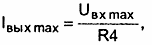 Iвых max = Uвх max / R4 ,